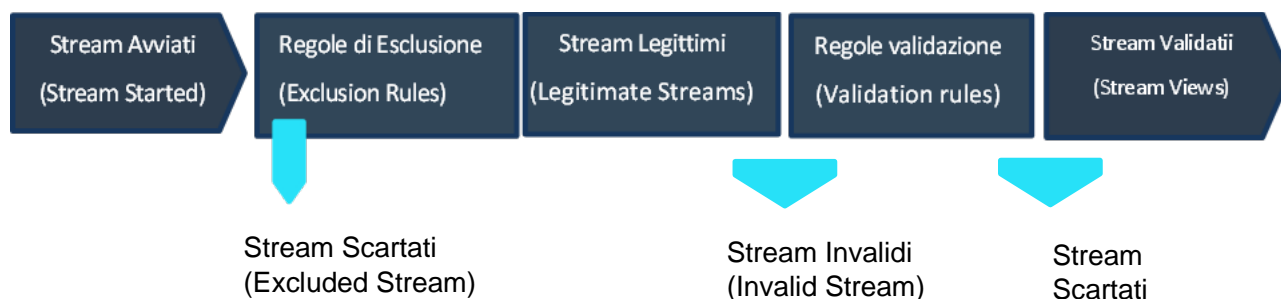 Stream Avviati
(Stream Started)
Regole di Esclusione
(Exclusion Rules)
Stream Legittimi
(Legitimate Streams)
Regole validazione
(Validation rules)
Stream Validatii
(Stream Views)
Stream Scartati
(Excluded Stream)
Stream Invalidi
(Invalid Stream)
Stream
Scartati